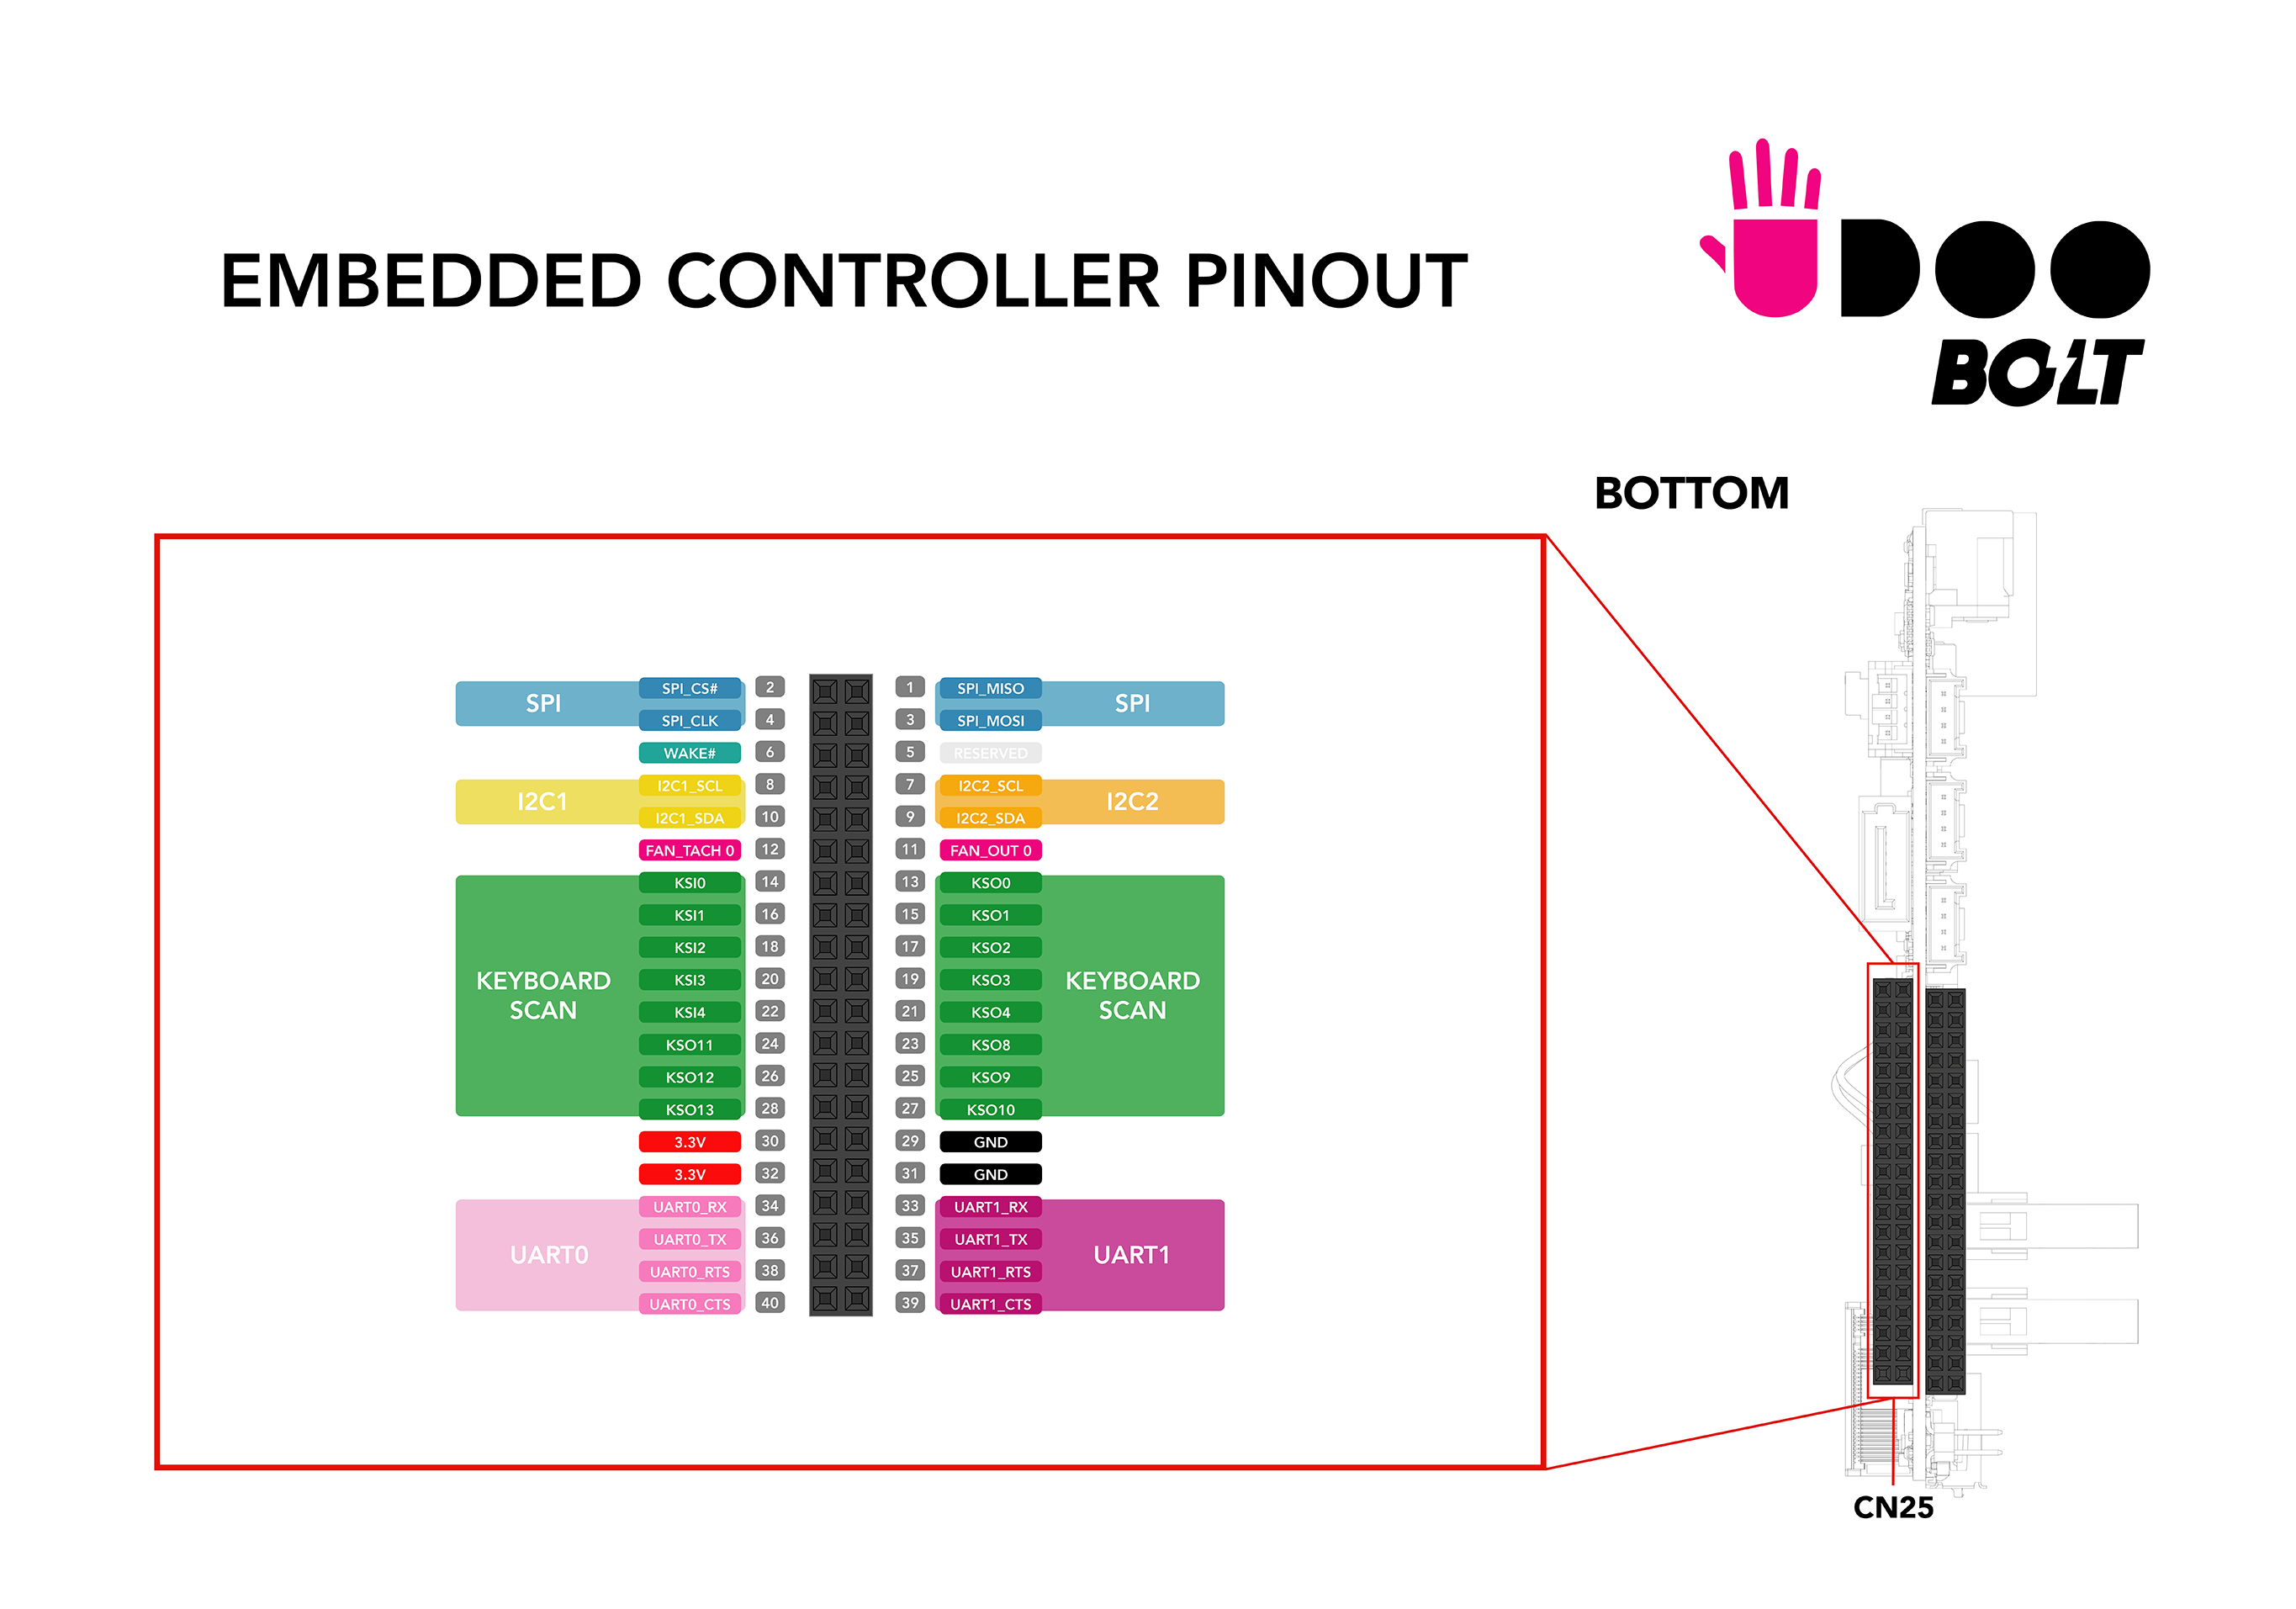 EMBEDDED CONTROLLER PINOUT
UDOO
BOLT
BOTTOM
SPI SPI_CS# 2 1 SPI_MISO SPI
SPI_CLK 4 3 SPI_MOSI
WAKE# 6 5 RESERVED
I2C1 I2C1_SCL 8 7 I2C2_SCL I2C2
I2C1_SDA 10 9 I2C2_SDA
FAN_TACH 0 12 11 FAN_OUT 0
KSI0 14 13 KSO0
KSI1 16 15 KSO1
KSI2 18 17 KSO2
KEYBOARD KSI3 20 19 KSO3 KEYBOARD
SCAN KSI4 22 21 KSO4 SCAN
KSO11 24 23 KSO8
KSO12 26 25 KSO9
KSO13 28 27 KSO10
3.3V 30 29 GND
3.3V 32 31 GND
UART0_RX 34 33 UART1_RX
UART0 UART0_TX 36 35 UART1_TX UART1
UART0_RTS 38 37 UART1_RTS
UART0_CTS 40 39 UART1_CTS
CN25